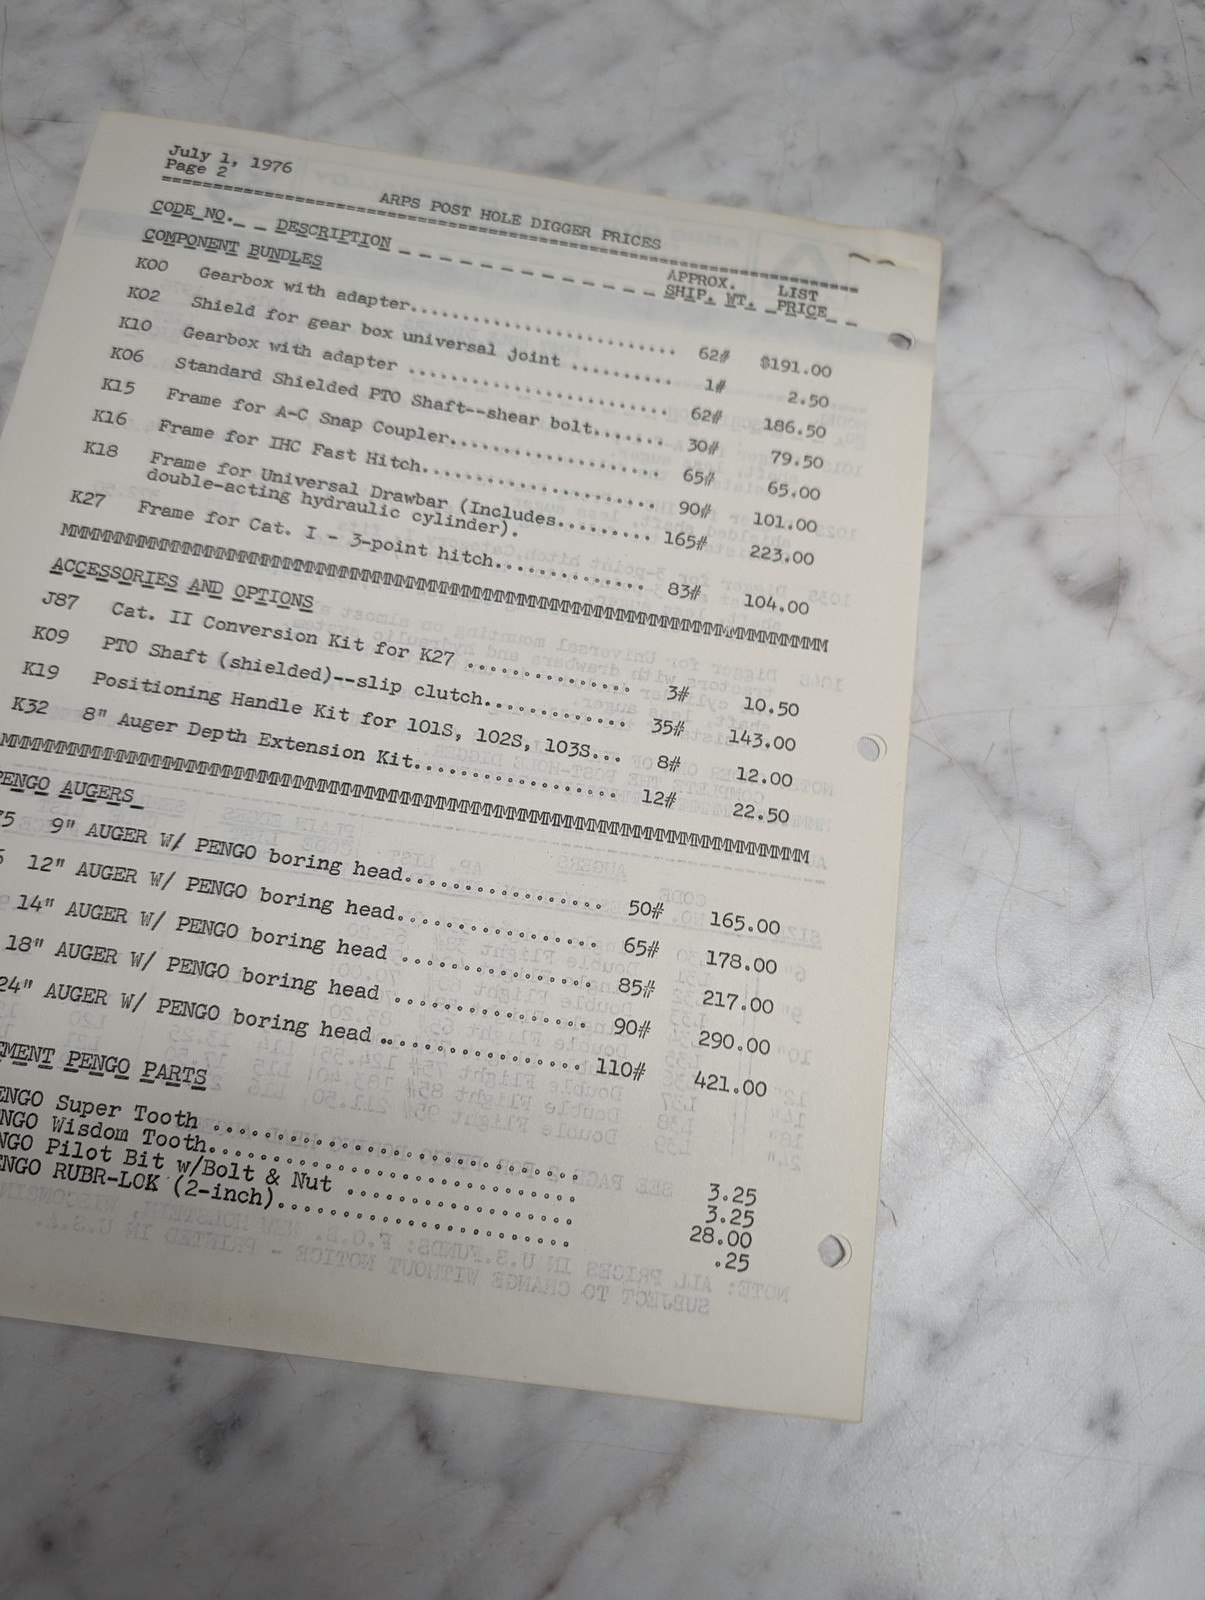 July 1, 1976
Page 2
ARPS POST HOLE DIGGER PRICES
CODE NO. DESCRIPTION APPROX. SHIP. WT. LIST PRICE
COMPONENT BUNDLES
K00 Gearbox with adapter.......................... 62# $191.00
K02 Shield for gear box universal joint .......... 1# 2.50
K10 Gearbox with adapter ......................... 62# 186.50
K06 Standard Shielded PTO Shaft--shear bolt....... 30# 79.50
K15 Frame for A-C Snap Coupler.................... 65# 65.00
K16 Frame for IHC Fast Hitch...................... 90# 101.00
K18 Frame for Universal Drawbar (Includes......... 165# 223.00
double-acting hydraulic cylinder).
K27 Frame for Cat. I - 3-point hitch.............. 83# 104.00
ACCESSORIES AND OPTIONS
J87 Cat. II Conversion Kit for K27 ............... 3# 10.50
K09 PTO Shaft (shielded)--slip clutch............. 35# 143.00
K19 Positioning Handle Kit for 101S, 102S, 103S... 8# 12.00
K32 8" Auger Depth Extension Kit.................. 12# 22.50
PENGO AUGERS
75 9" AUGER W/ PENGO boring head.................. 50# 165.00
12" AUGER W/ PENGO boring head.................. 65# 178.00
14" AUGER W/ PENGO boring head ................. 85# 217.00
18" AUGER W/ PENGO boring head ................. 90# 290.00
24" AUGER W/ PENGO boring head .................. 110# 421.00
EMENT PENGO PARTS
ENGO Super Tooth ................................ 3.25
NGO Wisdom Tooth................................. 3.25
NGO Pilot Bit w/Bolt & Nut ...................... 28.00
ENGO RUBR-LOK (2-inch)........................... .25